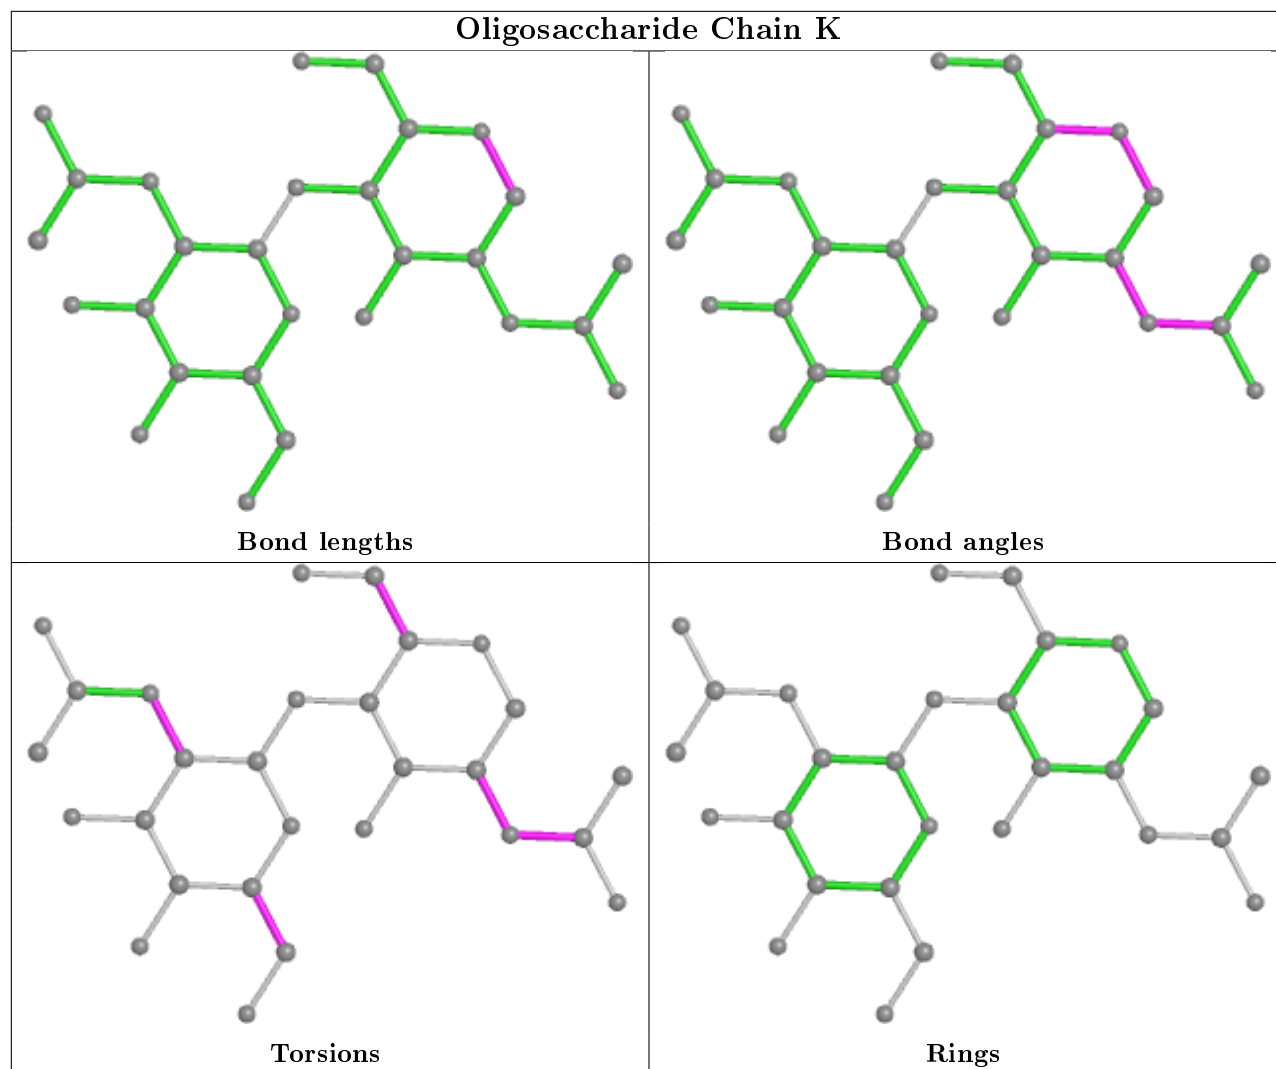 Oligosaccharide Chain K
Bond lengths
Bond angles
Torsions
Rings